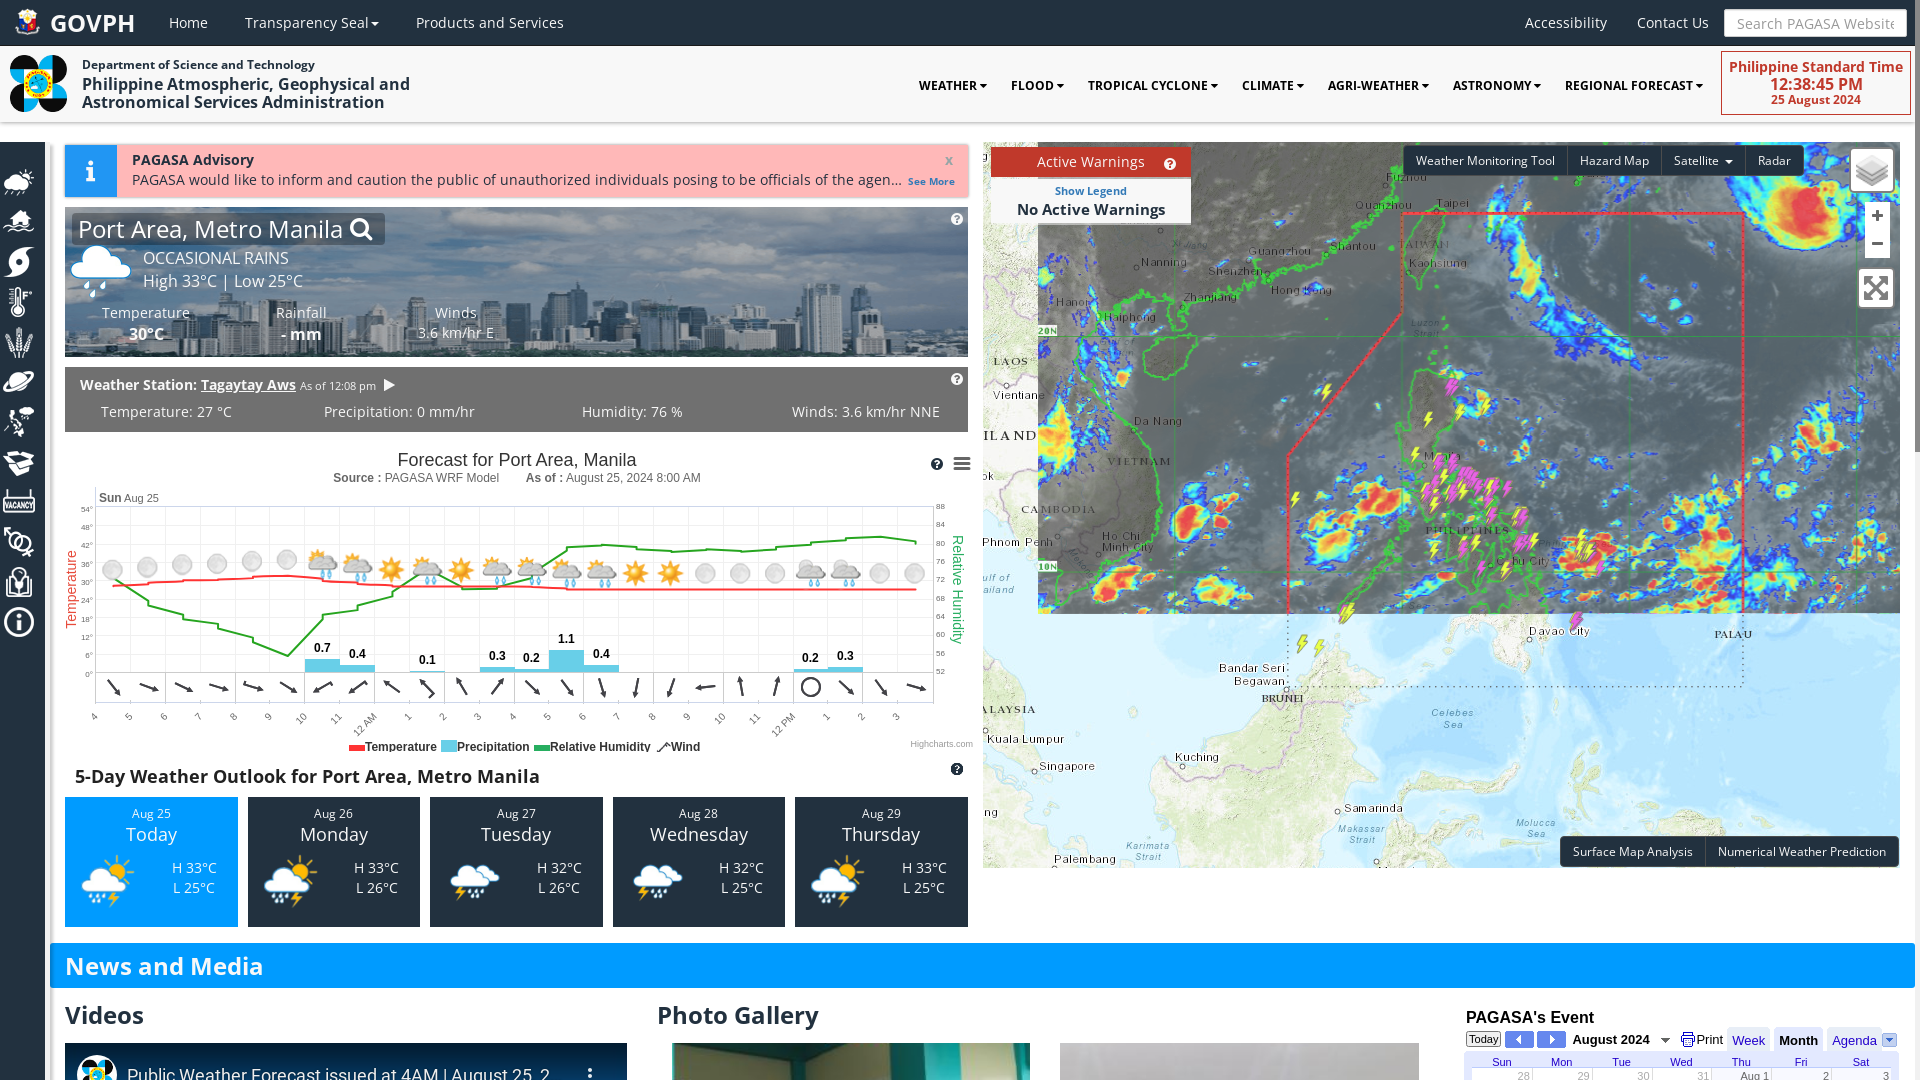 GOVPH
Home
Transparency Seal
Products and Services
Accessibility
Contact Us
Search PAGASA Website
Department of Science and Technology
Philippine Atmospheric, Geophysical and
Astronomical Services Administration
WEATHER
FLOOD
TROPICAL CYCLONE
CLIMATE
AGRI-WEATHER
ASTRONOMY
REGIONAL FORECAST
Philippine Standard Time
12:38:45 PM
25 August 2024
PAGASA Advisory
x
PAGASA would like to inform and caution the public of unauthorized individuals posing to be officials of the agen... See More
Port Area, Metro Manila
OCCASIONAL RAINS
High 33°C | Low 25°C
Temperature
Rainfall
Winds
30°C
- mm
3.6 km/hr E
Weather Station: Tagaytay Aws As of 12:08 pm
Temperature: 27 °C
Precipitation: 0 mm/hr
Humidity: 76 %
Winds: 3.6 km/hr NNE
Forecast for Port Area, Manila
Source : PAGASA WRF Model As of : August 25, 2024 8:00 AM
Sun Aug 25
Temperature
54°
48°
42°
36°
30°
24°
18°
12°
6°
0°
Relative Humidity
88
84
80
76
72
68
64
60
56
52
0.7
0.4
0.1
0.3
0.2
1.1
0.4
0.2
0.3
4 5 6 7 8 9 10 11 12 AM 1 2 3 4 5 6 7 8 9 10 11 12 PM 1 2 3
Temperature Precipitation Relative Humidity Wind
Highcharts.com
5-Day Weather Outlook for Port Area, Metro Manila
Aug 25
Today
H 33°C
L 25°C
Aug 26
Monday
H 33°C
L 26°C
Aug 27
Tuesday
H 32°C
L 26°C
Aug 28
Wednesday
H 32°C
L 25°C
Aug 29
Thursday
H 33°C
L 25°C
VACANCY
Active Warnings
Show Legend
No Active Warnings
Weather Monitoring Tool
Hazard Map
Satellite
Radar
+
−
Fuzhou
Quanzhou
Taipei
TAIWAN
Shantou
Guangzhou
Kaohsiung
Nanning
Shenzhen
Hong Kong
Zhanjiang
Hanoi
Haiphong
20N
Luzon
Strait
LAOS
Vientiane
Da Nang
ILAND
VIETNAM
ok
CAMBODIA
Phnom Penh
Ho Chi
Minh City
PHILIPPINES
10N
ulf of
ailand
Davao City
PALAU
Bandar Seri
Begawan
BRUNEI
ALAYSIA
Celebes
Sea
Kuala Lumpur
Kuching
Singapore
Samarinda
ng
Makassar
Strait
Molucca
Sea
Karimata
Strait
Palembang
Surface Map Analysis
Numerical Weather Prediction
News and Media
Videos
Photo Gallery
PAGASA's Event
Public Weather Forecast issued at 4AM | August 25, 2
Today
August 2024
Print
Week
Month
Agenda
Sun Mon Tue Wed Thu Fri Sat
28 29 30 31 Aug 1 2 3